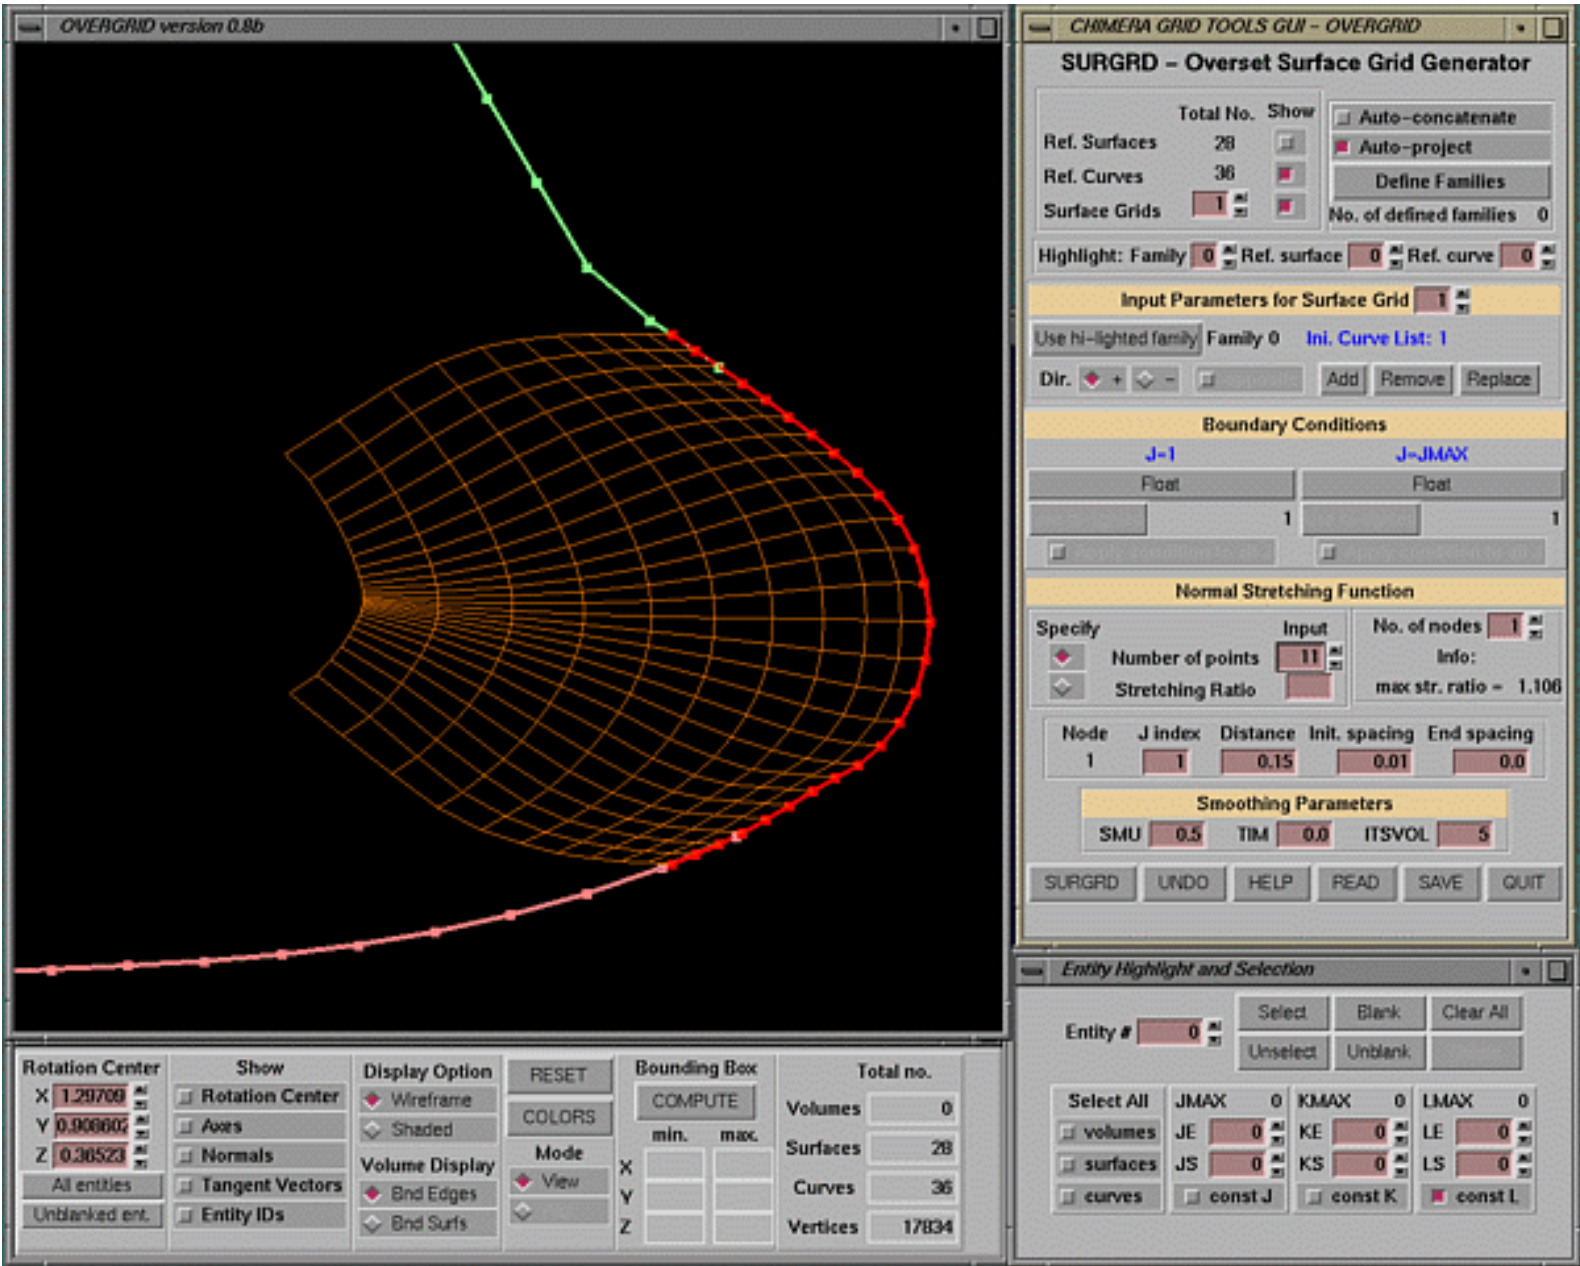 OVERGRID version 0.8b
CHIMERA GRID TOOLS GUI – OVERGRID
SURGRD – Overset Surface Grid Generator
Total No. Show
Ref. Surfaces 28
Ref. Curves 36
Surface Grids 1
Auto-concatenate
Auto-project
Define Families
No. of defined families 0
Highlight: Family 0 Ref. surface 0 Ref. curve 0
Input Parameters for Surface Grid 1
Use hi-lighted family Family 0 Ini. Curve List: 1
Dir. + – Add Remove Replace
Boundary Conditions
J=1 J=JMAX
Float Float
1 1
Normal Stretching Function
Specify Input
Number of points 11
Stretching Ratio
No. of nodes 1
Info:
max str. ratio = 1.106
Node J index Distance Init. spacing End spacing
1 1 0.15 0.01 0.0
Smoothing Parameters
SMU 0.5 TIM 0.0 ITSVOL 5
SURGRD UNDO HELP READ SAVE QUIT
Entity Highlight and Selection
Entity # 0
Select Blank Clear All
Unselect Unblank
Select All JMAX 0 KMAX 0 LMAX 0
volumes JE 0 KE 0 LE 0
surfaces JS 0 KS 0 LS 0
curves const J const K const L
Rotation Center
X 1.29709
Y 0.908602
Z 0.36523
All entities
Unblanked ent.
Show
Rotation Center
Axes
Normals
Tangent Vectors
Entity IDs
Display Option
Wireframe
Shaded
Volume Display
Bnd Edges
Bnd Surfs
RESET
COLORS
Mode
View
Bounding Box
COMPUTE
min. max.
X
Y
Z
Total no.
Volumes 0
Surfaces 28
Curves 36
Vertices 17834